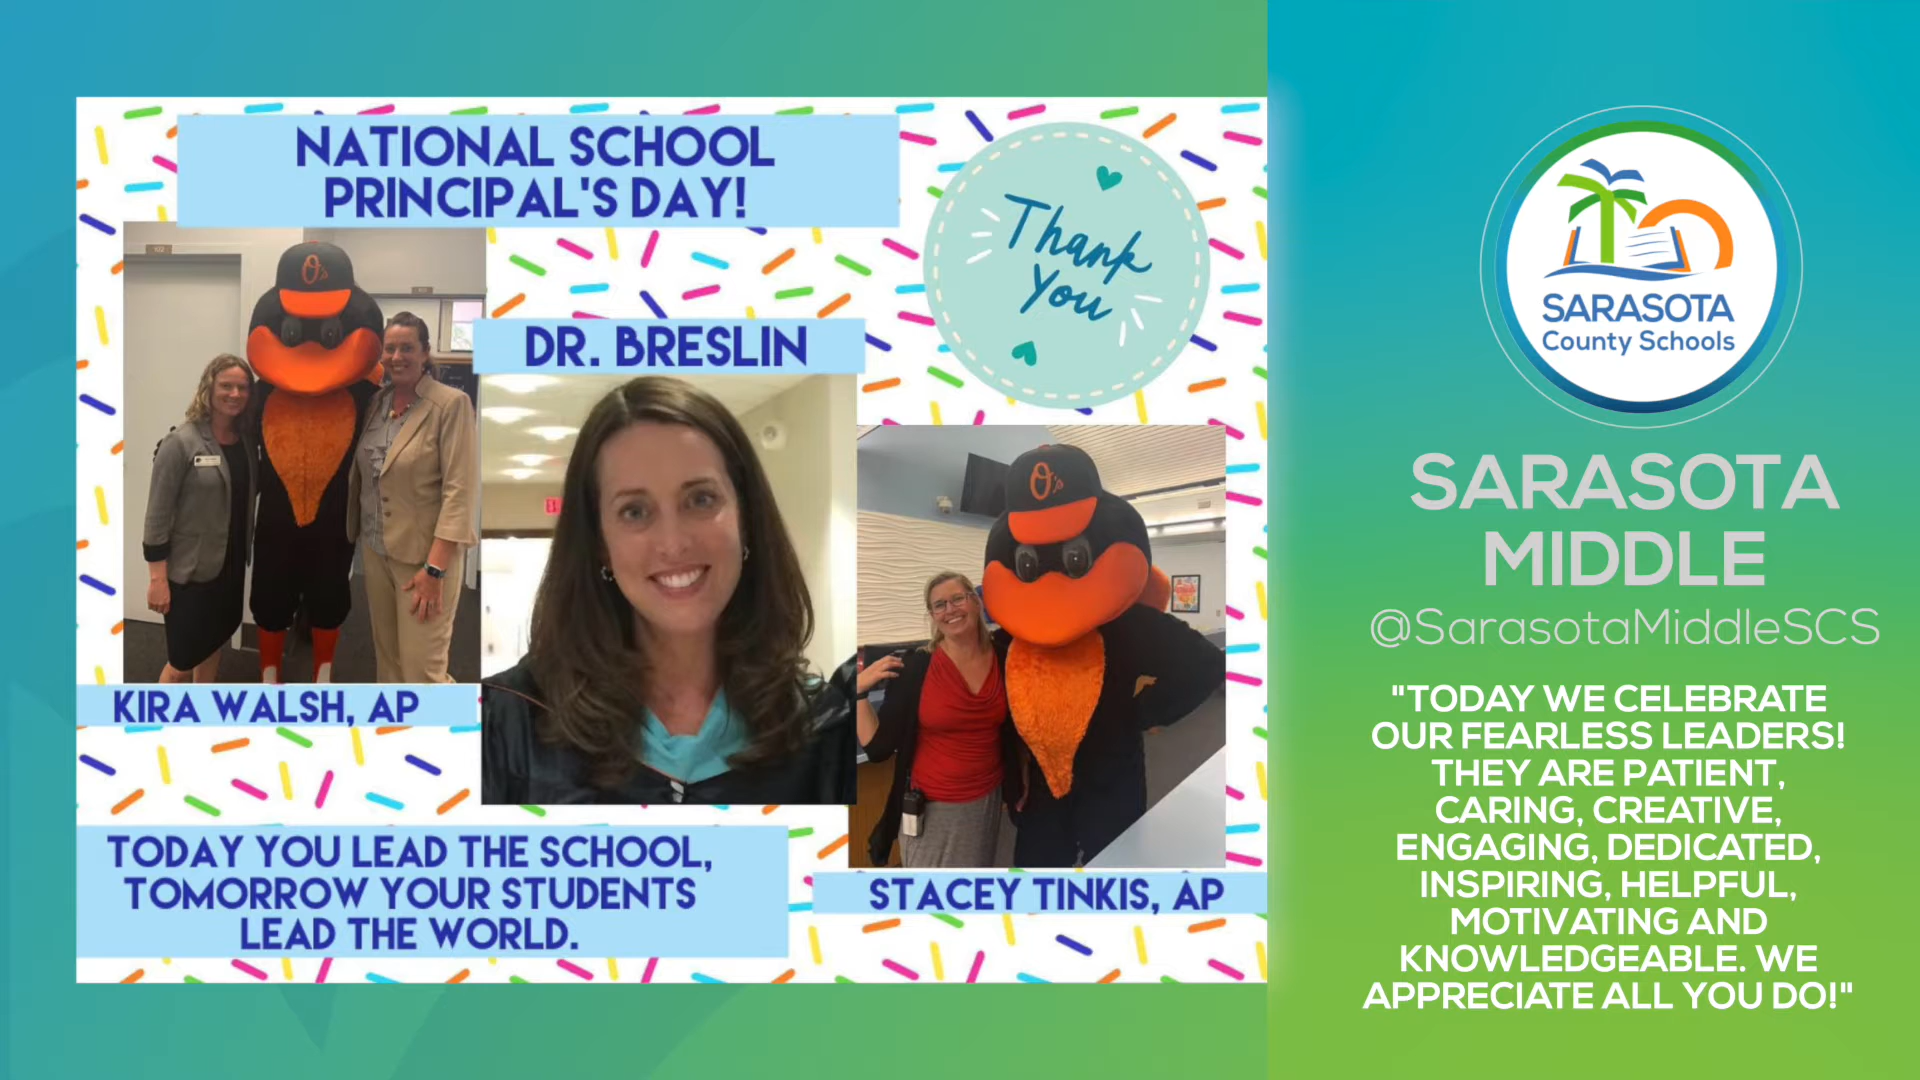 NATIONAL SCHOOL
PRINCIPAL'S DAY!
Thank
You
O's
DR. BRESLIN
O's
KIRA WALSH, AP
TODAY YOU LEAD THE SCHOOL,
TOMORROW YOUR STUDENTS
LEAD THE WORLD.
STACEY TINKIS, AP
SARASOTA
County Schools
SARASOTA
MIDDLE
@SarasotaMiddleSCS
"TODAY WE CELEBRATE
OUR FEARLESS LEADERS!
THEY ARE PATIENT,
CARING, CREATIVE,
ENGAGING, DEDICATED,
INSPIRING, HELPFUL,
MOTIVATING AND
KNOWLEDGEABLE. WE
APPRECIATE ALL YOU DO!"